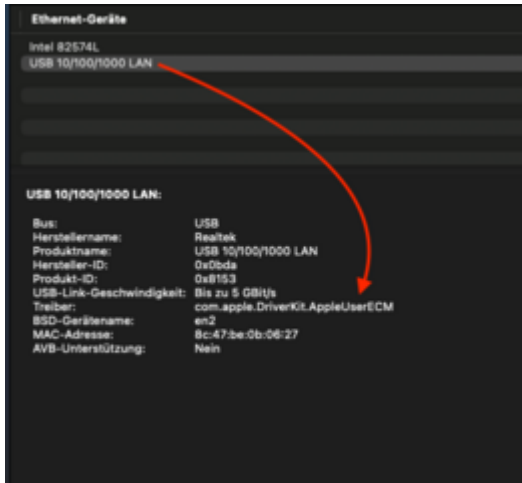 Ethernet-Geräte
Intel 82574L
USB 10/100/1000 LAN
USB 10/100/1000 LAN:
Bus: USB
Herstellername: Realtek
Produktname: USB 10/100/1000 LAN
Hersteller-ID: 0x0bda
Produkt-ID: 0x8153
USB-Link-Geschwindigkeit: Bis zu 5 GBit/s
Treiber: com.apple.DriverKit.AppleUserECM
BSD-Gerätename: en2
MAC-Adresse: 8c:47:be:0b:06:27
AVB-Unterstützung: Nein